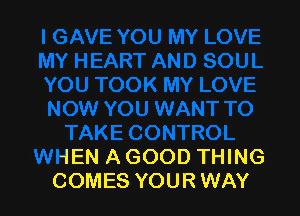 I GAVE YOU MY LOVE
MY HEART AND SOUL
YOU TOOK MY LOVE
NOW YOU WANT TO
TAKE CONTROL
WHEN A GOOD THING
COMES YOUR WAY